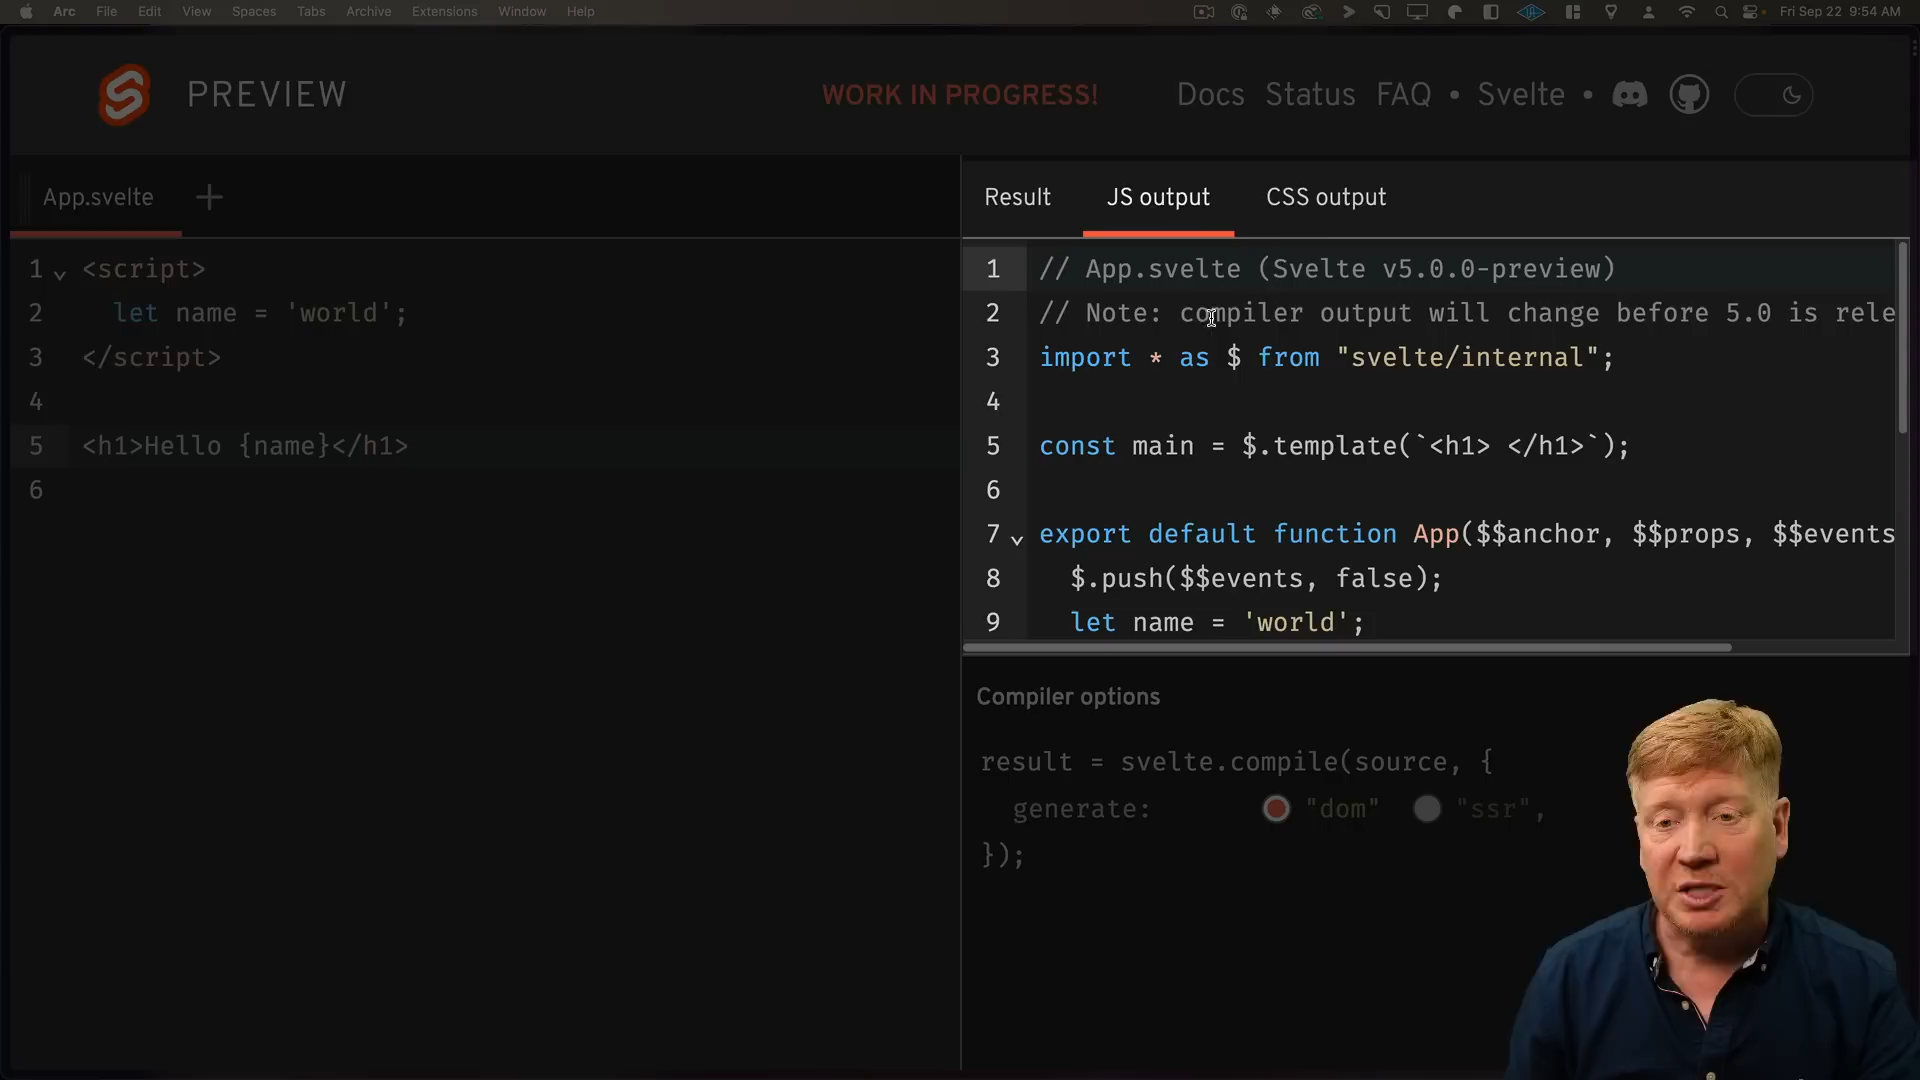 Arc File Edit View Spaces Tabs Archive Extensions Window Help Fri Sep 22 9:54 AM
PREVIEW WORK IN PROGRESS! Docs Status FAQ • Svelte •
App.svelte +
1 <script>
2 let name = 'world';
3 </script>
4
5 <h1>Hello {name}</h1>
6
Result JS output CSS output
1 // App.svelte (Svelte v5.0.0-preview)
2 // Note: compiler output will change before 5.0 is rele
3 import * as $ from "svelte/internal";
4
5 const main = $.template(`<h1> </h1>`);
6
7 export default function App($$anchor, $$props, $$events
8 $.push($$events, false);
9 let name = 'world';
Compiler options
result = svelte.compile(source, {
generate: "dom" "ssr",
});